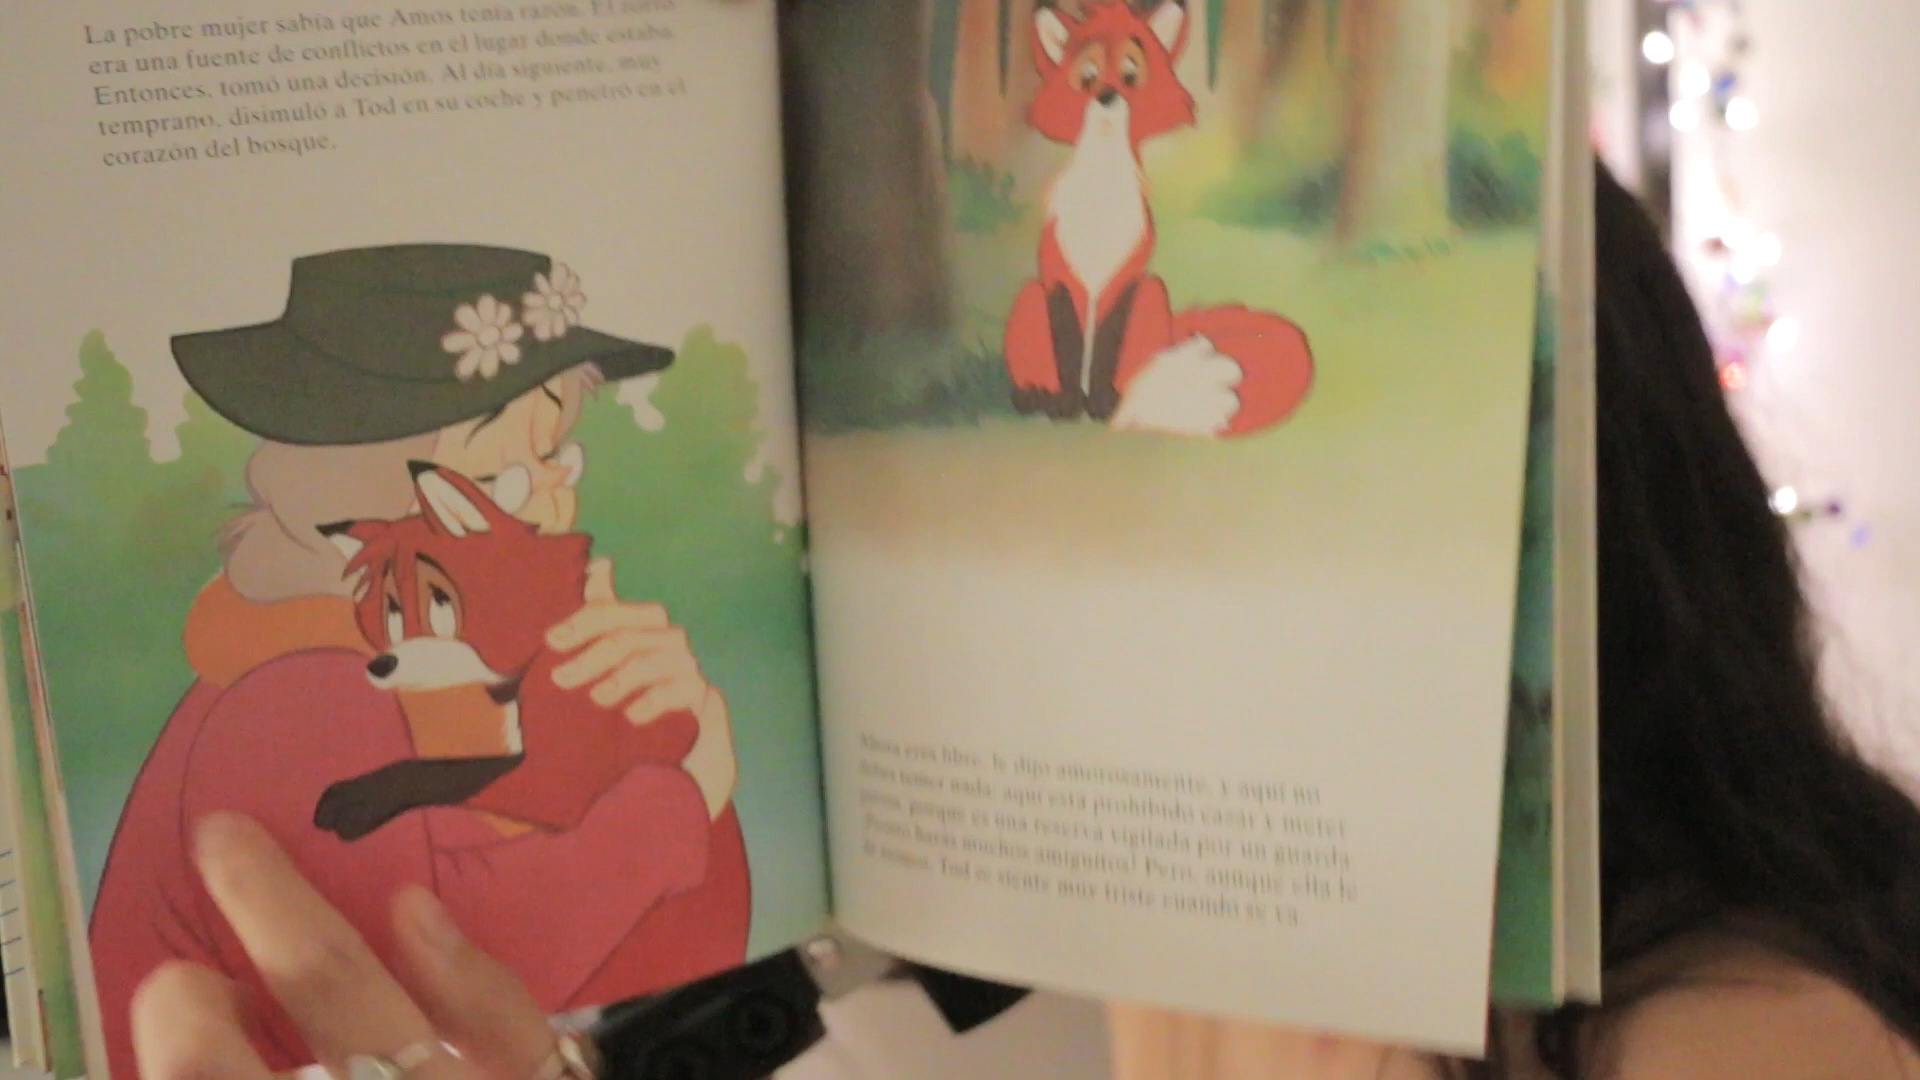 La pobre mujer sabía que Amos tenía razón. El zorro
era una fuente de conflictos en el lugar donde estaba.
Entonces, tomó una decisión. Al día siguiente, muy
temprano, disimuló a Tod en su coche y penetró en el
corazón del bosque.
Ahora eres libre, le dijo amorosamente, y aquí no
debes temer nada: aquí está prohibido cazar y meter
porque es una reserva vigilada por un guarda
Pronto harás muchos amiguitos! Pero, aunque ella le
Tod se siente muy triste cuando se va